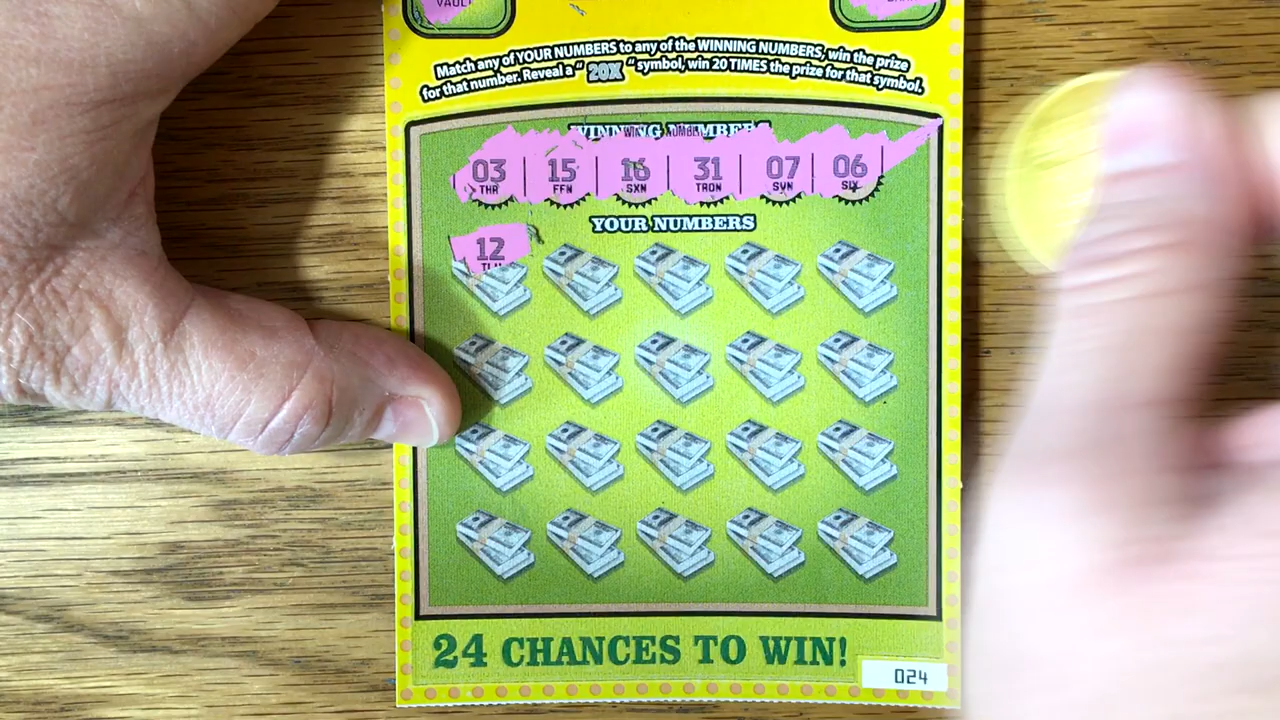 VAULT
Match any of YOUR NUMBERS to any of the WINNING NUMBERS, win the prize
for that number. Reveal a " 20X " symbol, win 20 TIMES the prize for that symbol.
WINNING NUMBERS
03 15 16 31 07 06
THR FFN SXN TRON SVN SIX
YOUR NUMBERS
12
24 CHANCES TO WIN!
024